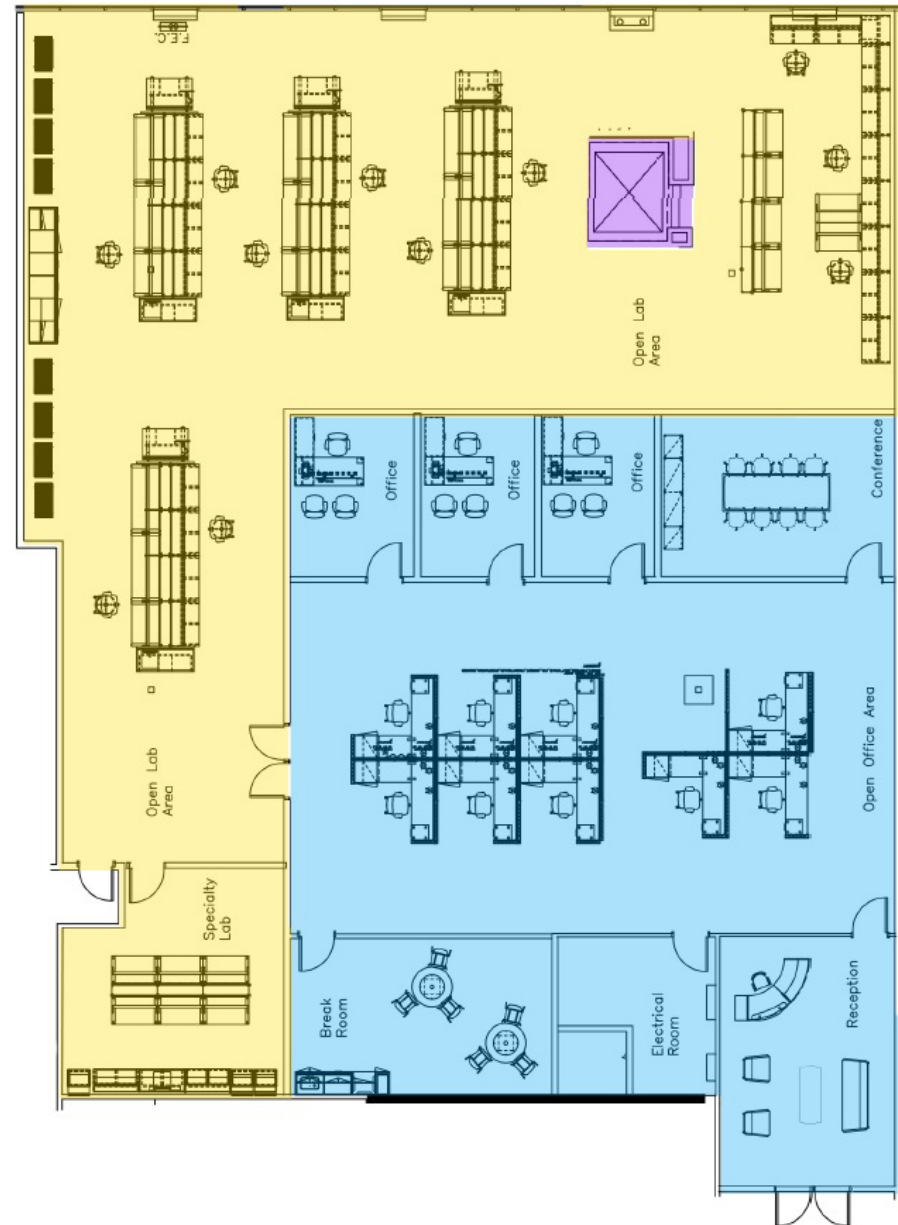 F.E.C.
Open Lab
Area
Office
Office
Office
Conference
Open Lab
Area
Open Office Area
Specialty
Lab
Break
Room
Electrical
Room
Reception